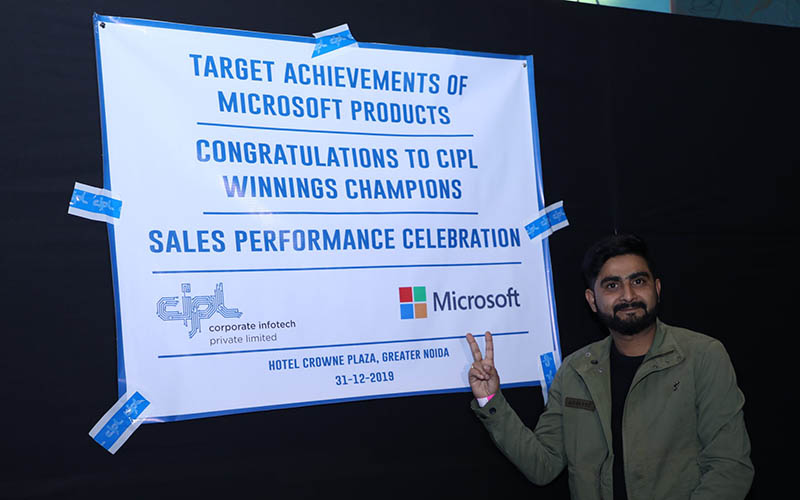 TARGET ACHIEVEMENTS OF
MICROSOFT PRODUCTS
CONGRATULATIONS TO CIPL
WINNINGS CHAMPIONS
SALES PERFORMANCE CELEBRATION
cipl
corporate infotech
private limited
Microsoft
HOTEL CROWNE PLAZA, GREATER NOIDA
31-12-2019